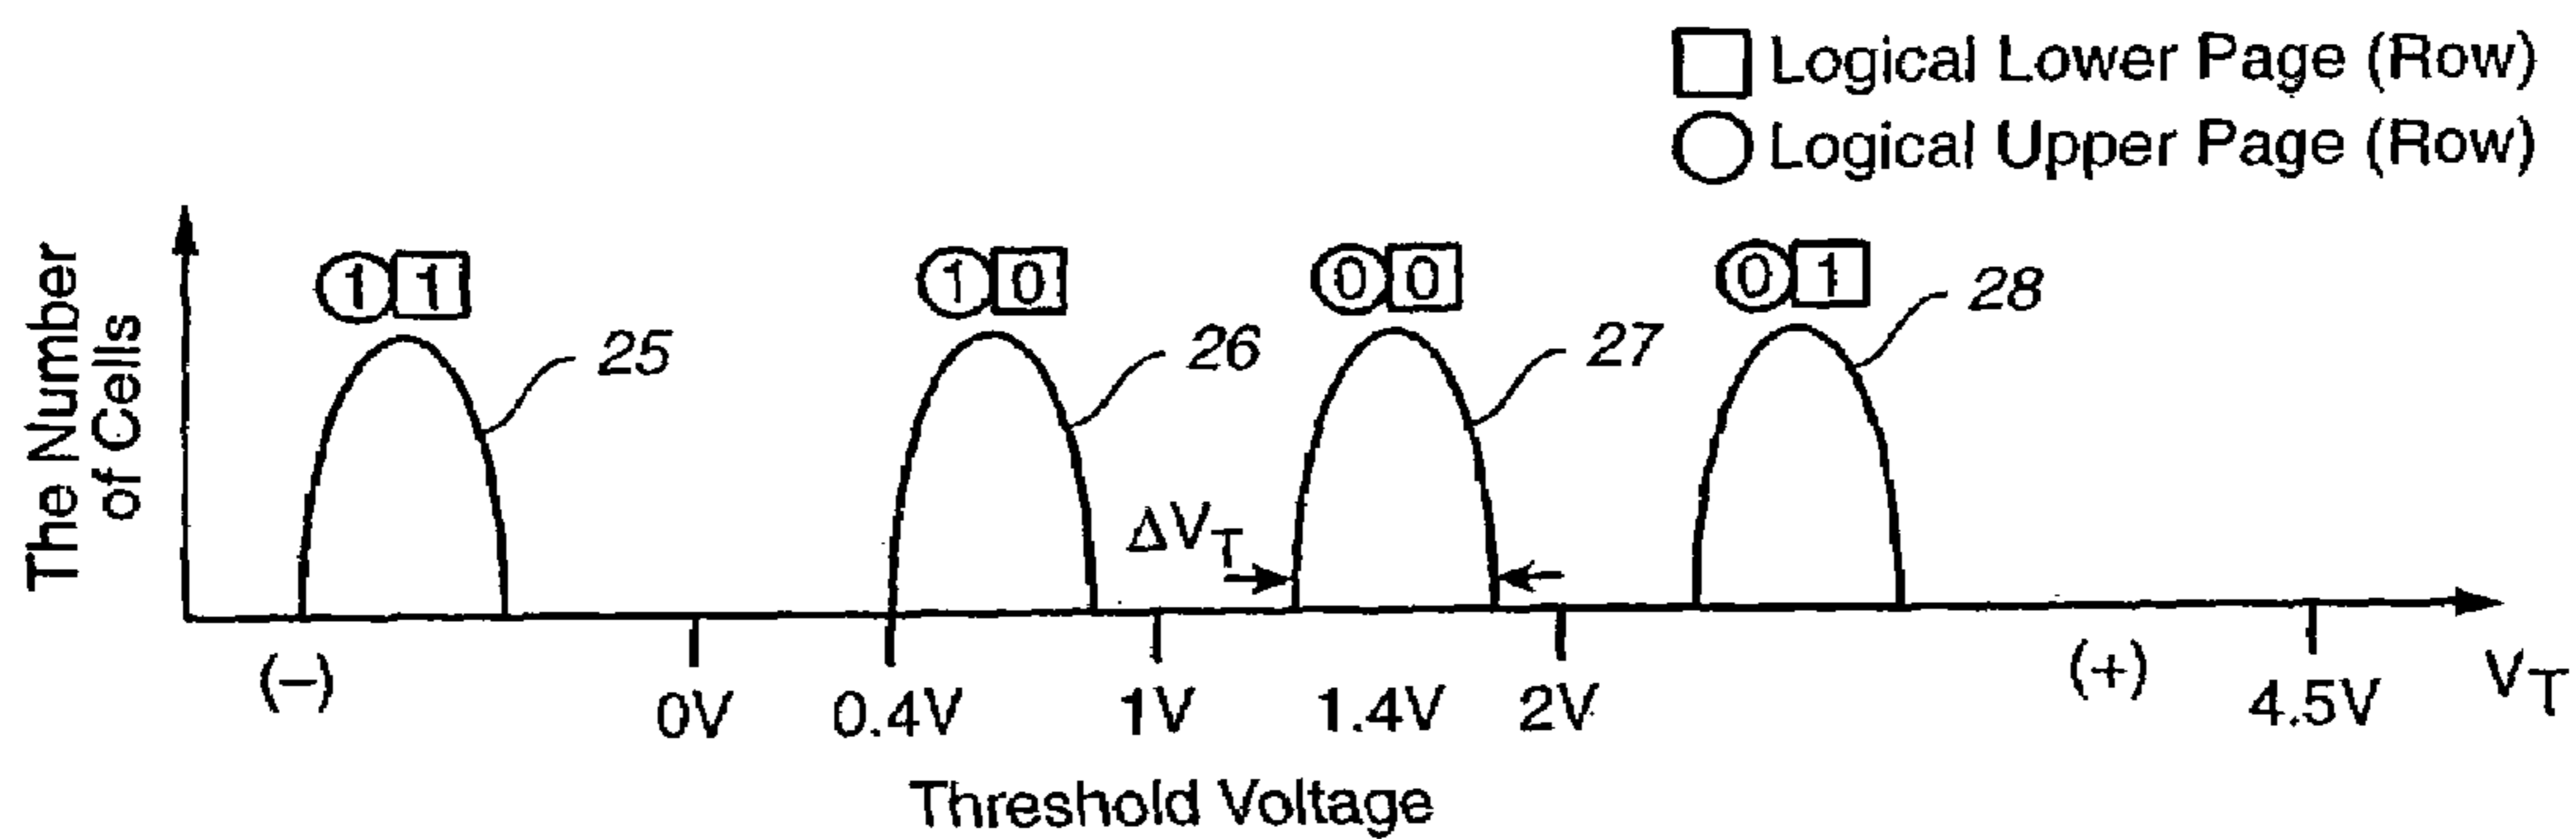 Logical Lower Page (Row)
Logical Upper Page (Row)
The Number
of Cells
1 1
1 0
0 0
0 1
25
26
27
28
ΔVT
(–)
0V
0.4V
1V
1.4V
2V
(+)
4.5V
VT
Threshold Voltage